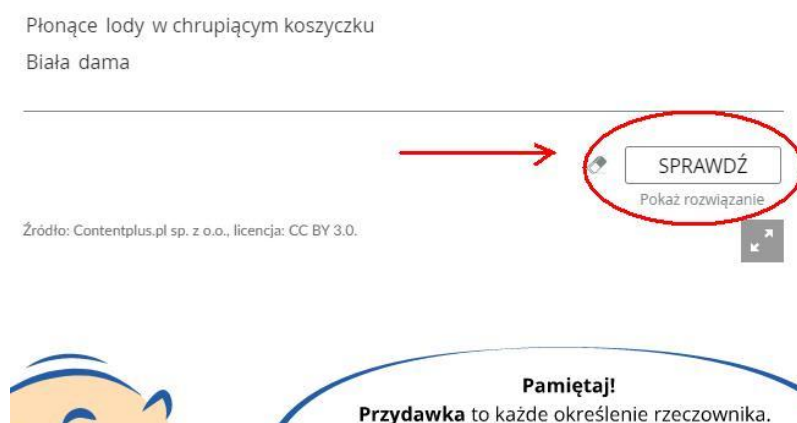 Płonące lody w chrupiącym koszyczku
Biała dama
SPRAWDŹ
Pokaż rozwiązanie
Źródło: Contentplus.pl sp. z o.o., licencja: CC BY 3.0.
Pamiętaj!
Przydawka to każde określenie rzeczownika.